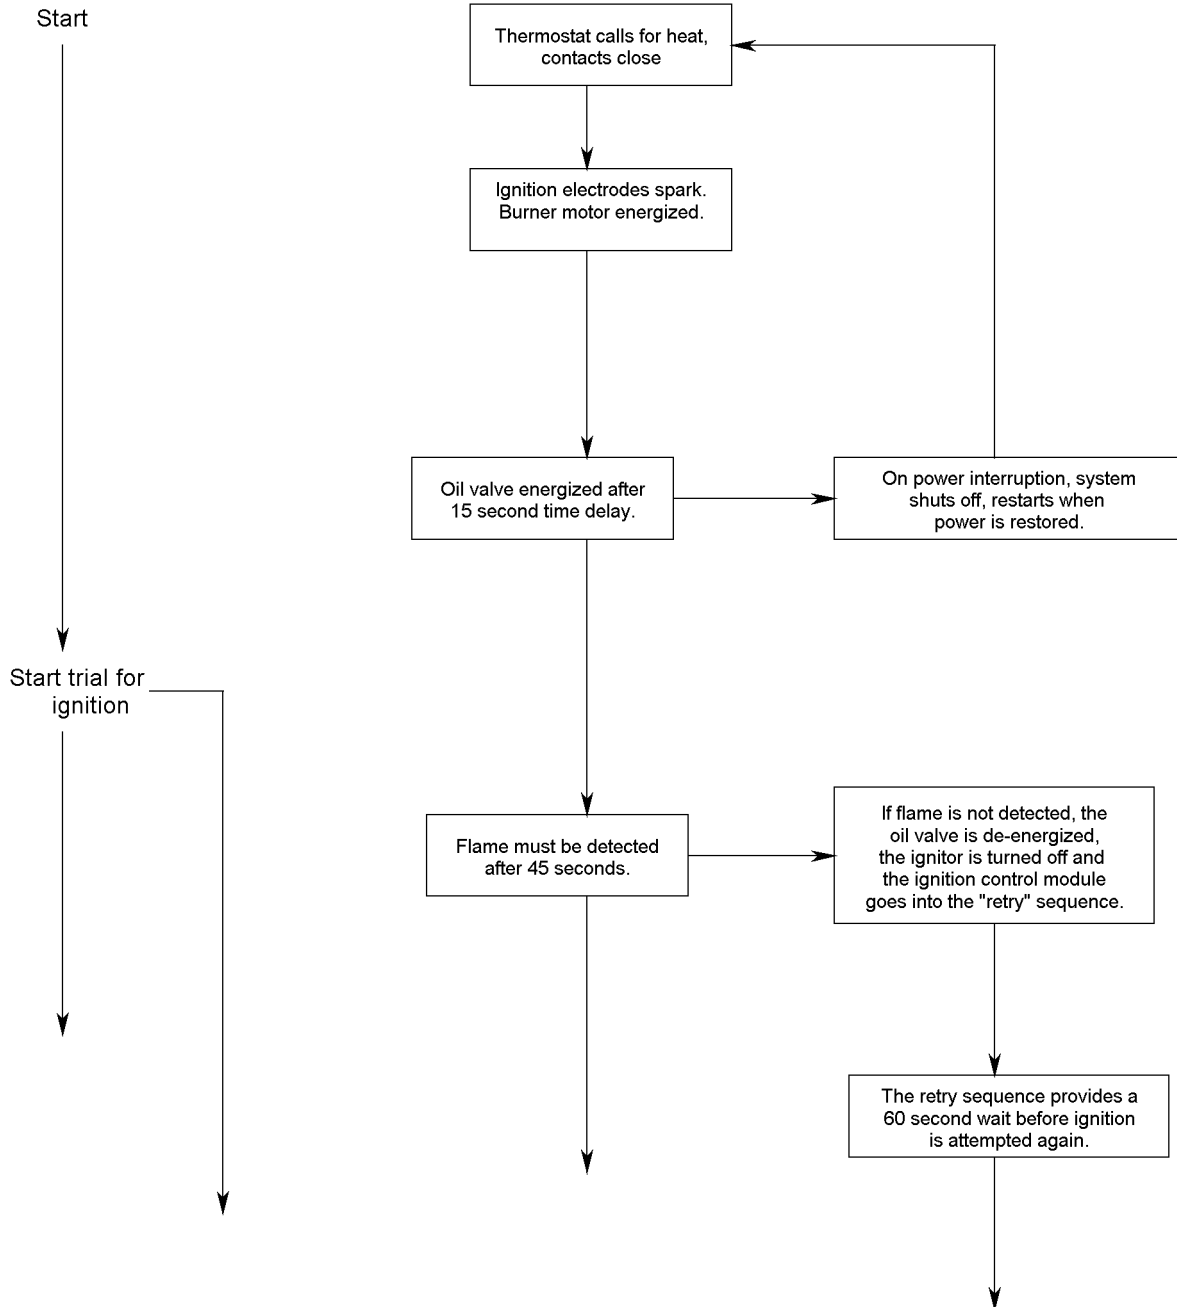 Start
Thermostat calls for heat,
contacts close
Ignition electrodes spark.
Burner motor energized.
Oil valve energized after
15 second time delay.
On power interruption, system
shuts off, restarts when
power is restored.
Start trial for
ignition
Flame must be detected
after 45 seconds.
If flame is not detected, the
oil valve is de-energized,
the ignitor is turned off and
the ignition control module
goes into the "retry" sequence.
The retry sequence provides a
60 second wait before ignition
is attempted again.